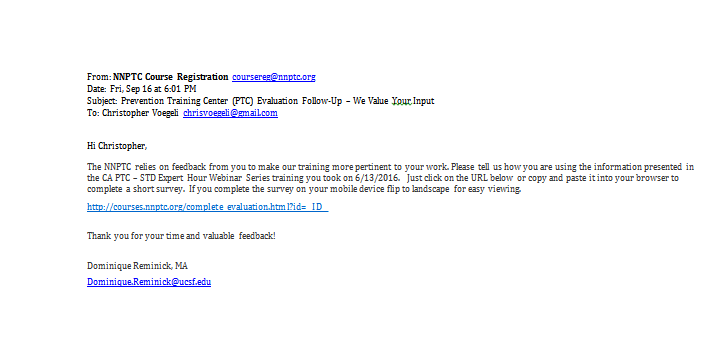 From: NNPTC Course Registration coursereg@nnptc.org
Date: Fri, Sep 16 at 6:01 PM
Subject: Prevention Training Center (PTC) Evaluation Follow-Up – We Value Your Input
To: Christopher Voegeli chrisvoegeli@gmail.com
Hi Christopher,
The NNPTC relies on feedback from you to make our training more pertinent to your work. Please tell us how you are using the information presented in
the CA PTC – STD Expert Hour Webinar Series training you took on 6/13/2016. Just click on the URL below or copy and paste it into your browser to
complete a short survey. If you complete the survey on your mobile device flip to landscape for easy viewing.
http://courses.nnptc.org/complete_evaluation.html?id=_ID_
Thank you for your time and valuable feedback!
Dominique Reminick, MA
Dominique.Reminick@ucsf.edu